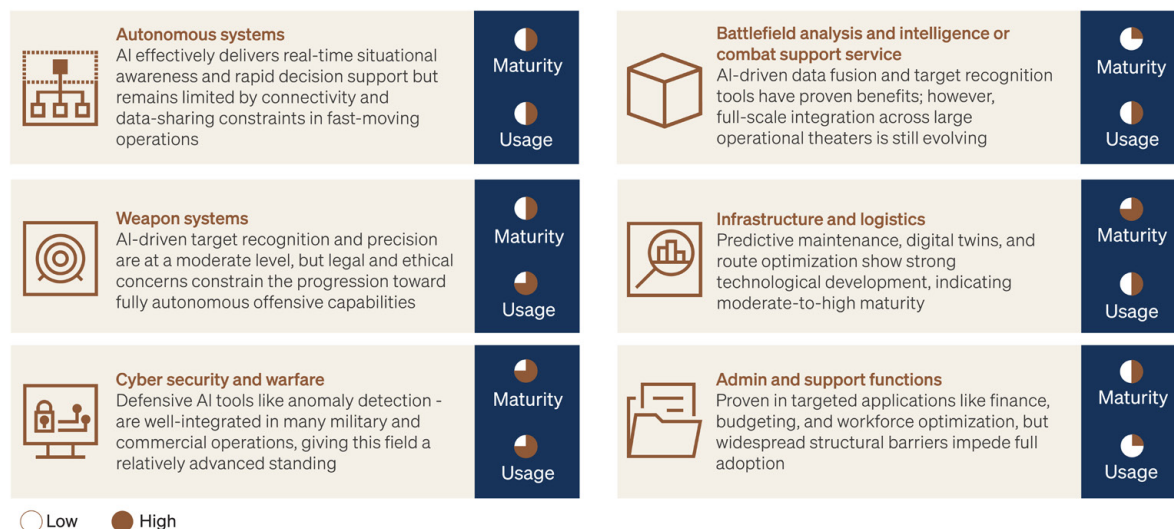 Autonomous systems
AI effectively delivers real-time situational
awareness and rapid decision support but
remains limited by connectivity and
data-sharing constraints in fast-moving
operations
Maturity
Usage
Battlefield analysis and intelligence or
combat support service
AI-driven data fusion and target recognition
tools have proven benefits; however,
full-scale integration across large
operational theaters is still evolving
Maturity
Usage
Weapon systems
AI-driven target recognition and precision
are at a moderate level, but legal and ethical
concerns constrain the progression toward
fully autonomous offensive capabilities
Maturity
Usage
Infrastructure and logistics
Predictive maintenance, digital twins, and
route optimization show strong
technological development, indicating
moderate-to-high maturity
Maturity
Usage
Cyber security and warfare
Defensive AI tools like anomaly detection -
are well-integrated in many military and
commercial operations, giving this field a
relatively advanced standing
Maturity
Usage
Admin and support functions
Proven in targeted applications like finance,
budgeting, and workforce optimization, but
widespread structural barriers impede full
adoption
Maturity
Usage
Low
High